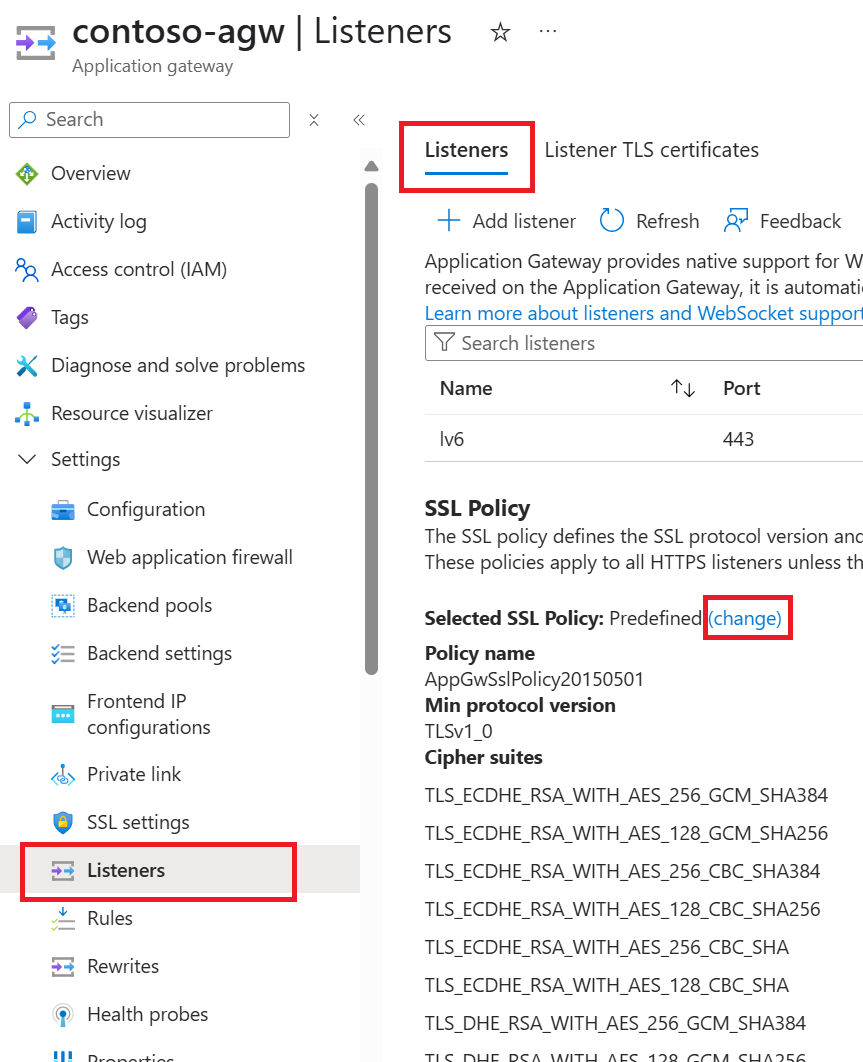 contoso-agw | Listeners
Application gateway
Search
Overview
Activity log
Access control (IAM)
Tags
Diagnose and solve problems
Resource visualizer
Settings
Configuration
Web application firewall
Backend pools
Backend settings
Frontend IP
configurations
Private link
SSL settings
Listeners
Rules
Rewrites
Health probes
Properties
Listeners Listener TLS certificates
Add listener Refresh Feedback
Application Gateway provides native support for W
received on the Application Gateway, it is automati
Learn more about listeners and WebSocket support
Search listeners
Name Port
lv6 443
SSL Policy
The SSL policy defines the SSL protocol version and
These policies apply to all HTTPS listeners unless th
Selected SSL Policy: Predefined (change)
Policy name
AppGwSslPolicy20150501
Min protocol version
TLSv1_0
Cipher suites
TLS_ECDHE_RSA_WITH_AES_256_GCM_SHA384
TLS_ECDHE_RSA_WITH_AES_128_GCM_SHA256
TLS_ECDHE_RSA_WITH_AES_256_CBC_SHA384
TLS_ECDHE_RSA_WITH_AES_128_CBC_SHA256
TLS_ECDHE_RSA_WITH_AES_256_CBC_SHA
TLS_ECDHE_RSA_WITH_AES_128_CBC_SHA
TLS_DHE_RSA_WITH_AES_256_GCM_SHA384
TLS_DHE_RSA_WITH_AES_128_GCM_SHA256